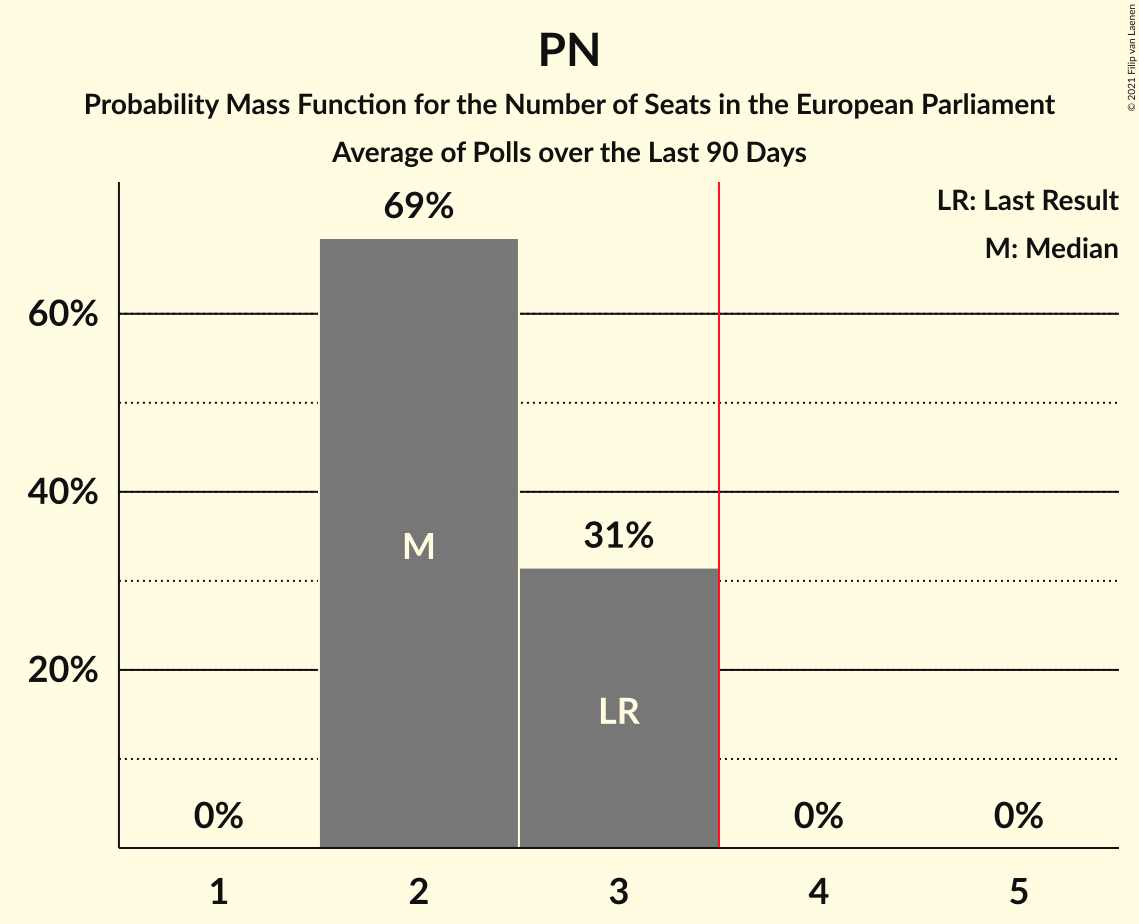 PN
Probability Mass Function for the Number of Seats in the European Parliament
Average of Polls over the Last 90 Days
© 2021 Filip van Laenen
LR: Last Result
M: Median
69%
60%
40%
31%
20%
M
LR
0%
0%
0%
1
2
3
4
5